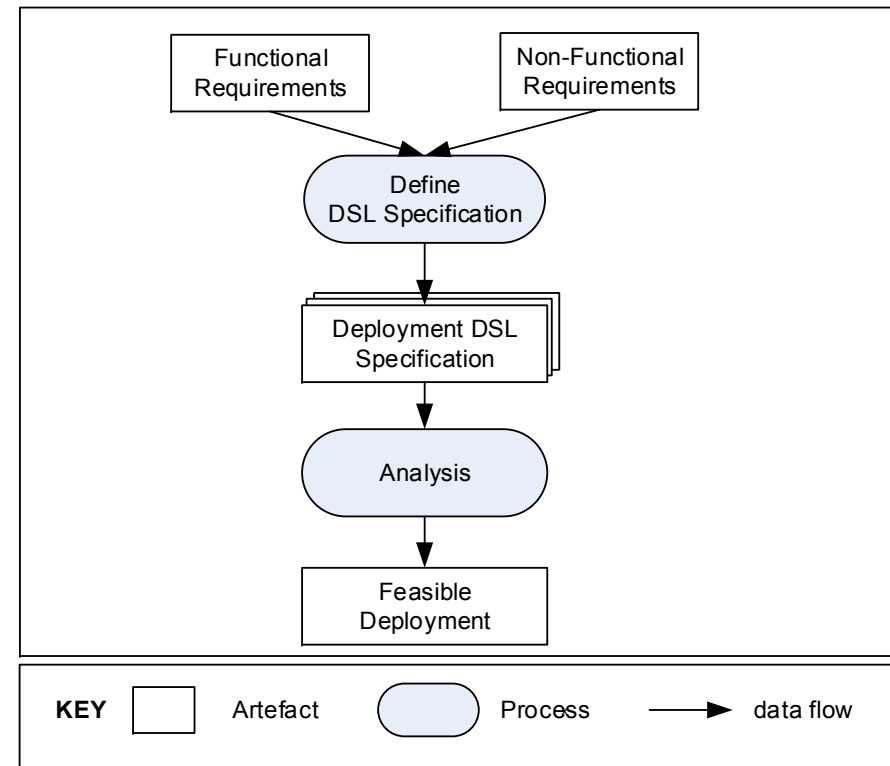 Functional
Requirements
Non-Functional
Requirements
Define
DSL Specification
Deployment DSL
Specification
Analysis
Feasible
Deployment
KEY
Artefact
Process
data flow